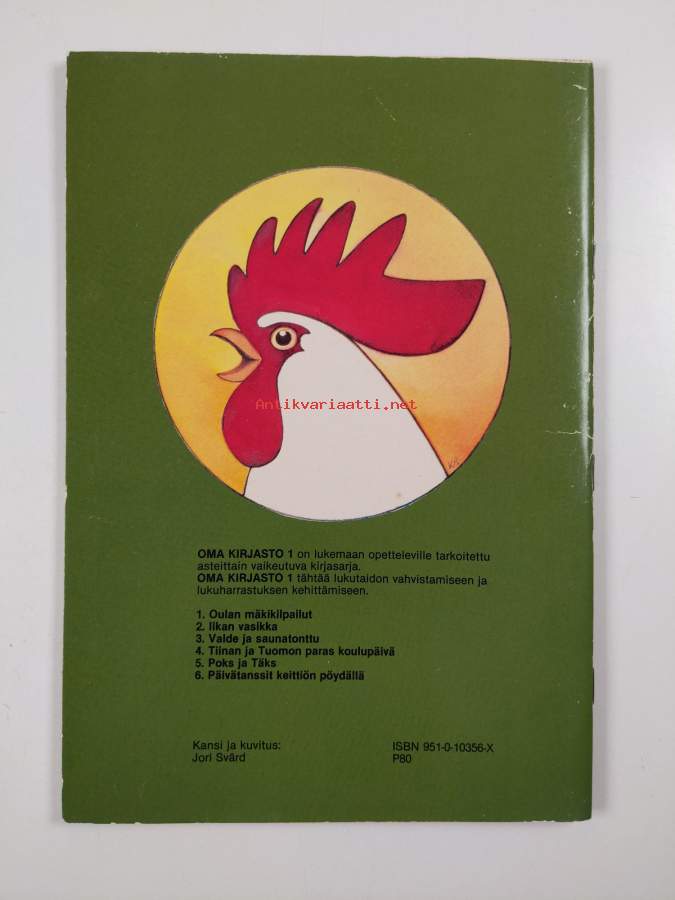 Antikvariaatti.net
OMA KIRJASTO 1 on lukemaan opetteleville tarkoitettu
asteittain vaikeutuva kirjasarja.
OMA KIRJASTO 1 tähtää lukutaidon vahvistamiseen ja
lukuharrastuksen kehittämiseen.
1. Oulan mäkikilpailut
2. Iikan vasikka
3. Valde ja saunatonttu
4. Tiinan ja Tuomon paras koulupäivä
5. Poks ja Täks
6. Päivätanssit keittiön pöydällä
Kansi ja kuvitus:
Jori Svärd
ISBN 951-0-10356-X
P80